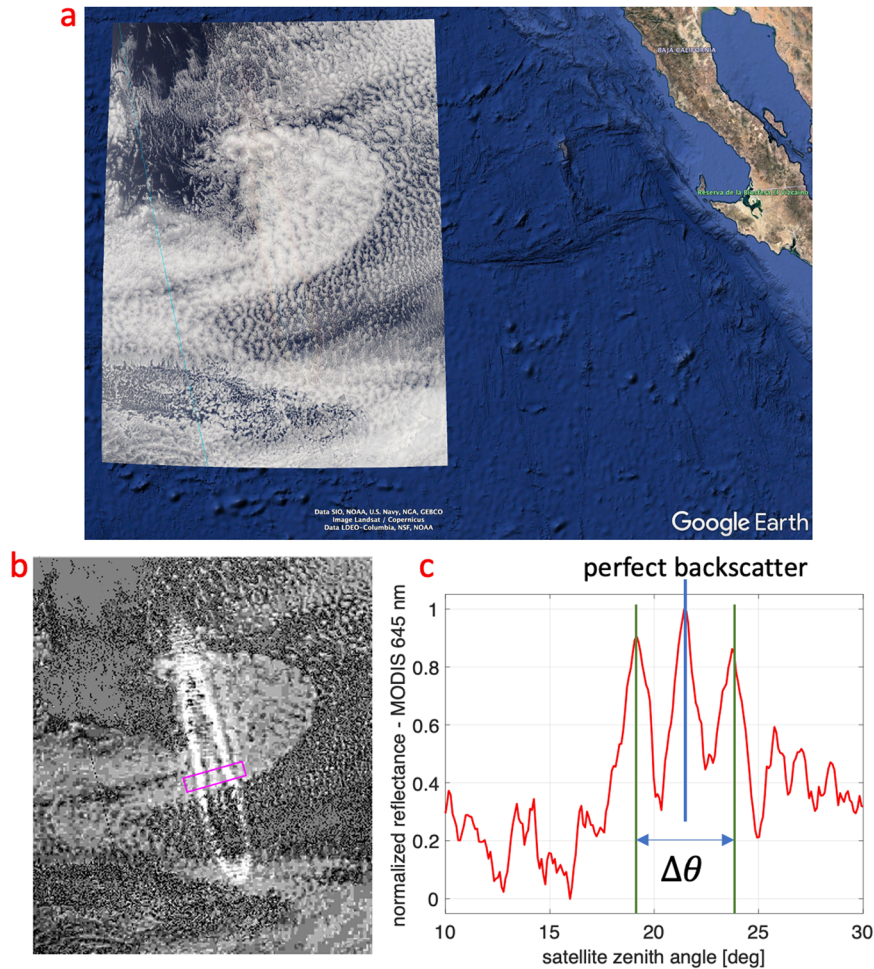 a
BAJA CALIFORNIA
Reserva de la Biosfera El Vizcaíno
Data SIO, NOAA, U.S. Navy, NGA, GEBCO
Image Landsat / Copernicus
Data LDEO-Columbia, NSF, NOAA
Google Earth
b
c
perfect backscatter
normalized reflectance - MODIS 645 nm
1
0.8
0.6
0.4
0.2
0
Δθ
10
15
20
25
30
satellite zenith angle [deg]